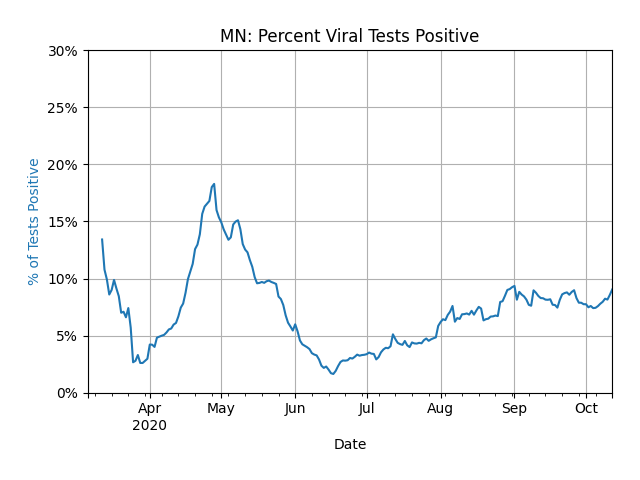 MN: Percent Viral Tests Positive
30%
25%
20%
15%
10%
5%
0%
% of Tests Positive
Apr
2020
May
Jun
Jul
Aug
Sep
Oct
Date